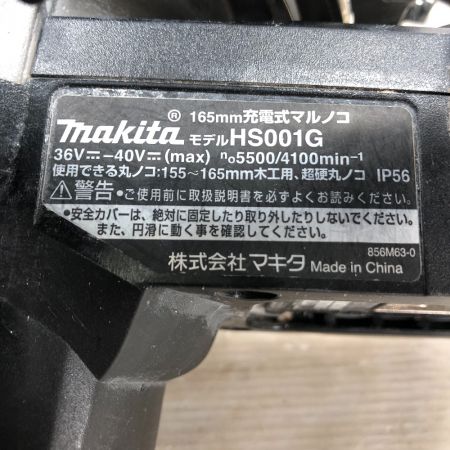 ® 165mm充電式マルノコ
makita モデルHS001G
36V⎓-40V⎓(max) n₀5500/4100min⁻¹
使用できる丸ノコ:155～165mm木工用、超硬丸ノコ IP56
⚠警告 •ご使用前に取扱説明書を必ずよくお読みください。
•安全カバーは、絶対に固定したり取り外したりしないでください。
また、円滑に動く事を確認してください。
856M63-0
株式会社マキタ Made in China